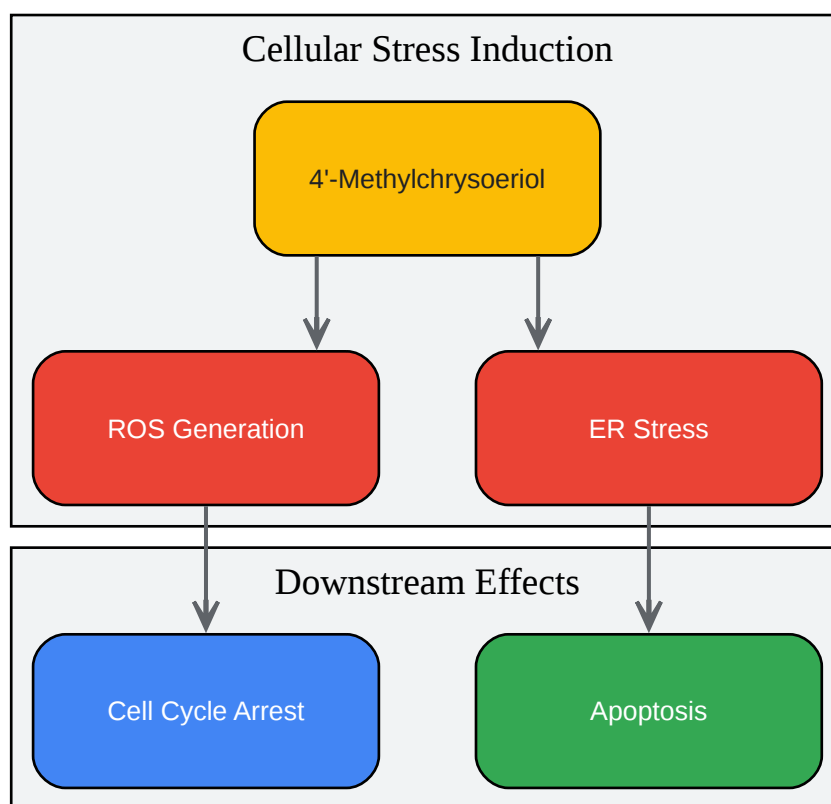 Cellular Stress Induction
4'-Methylchrysoeriol
ROS Generation
ER Stress
Downstream Effects
Cell Cycle Arrest
Apoptosis